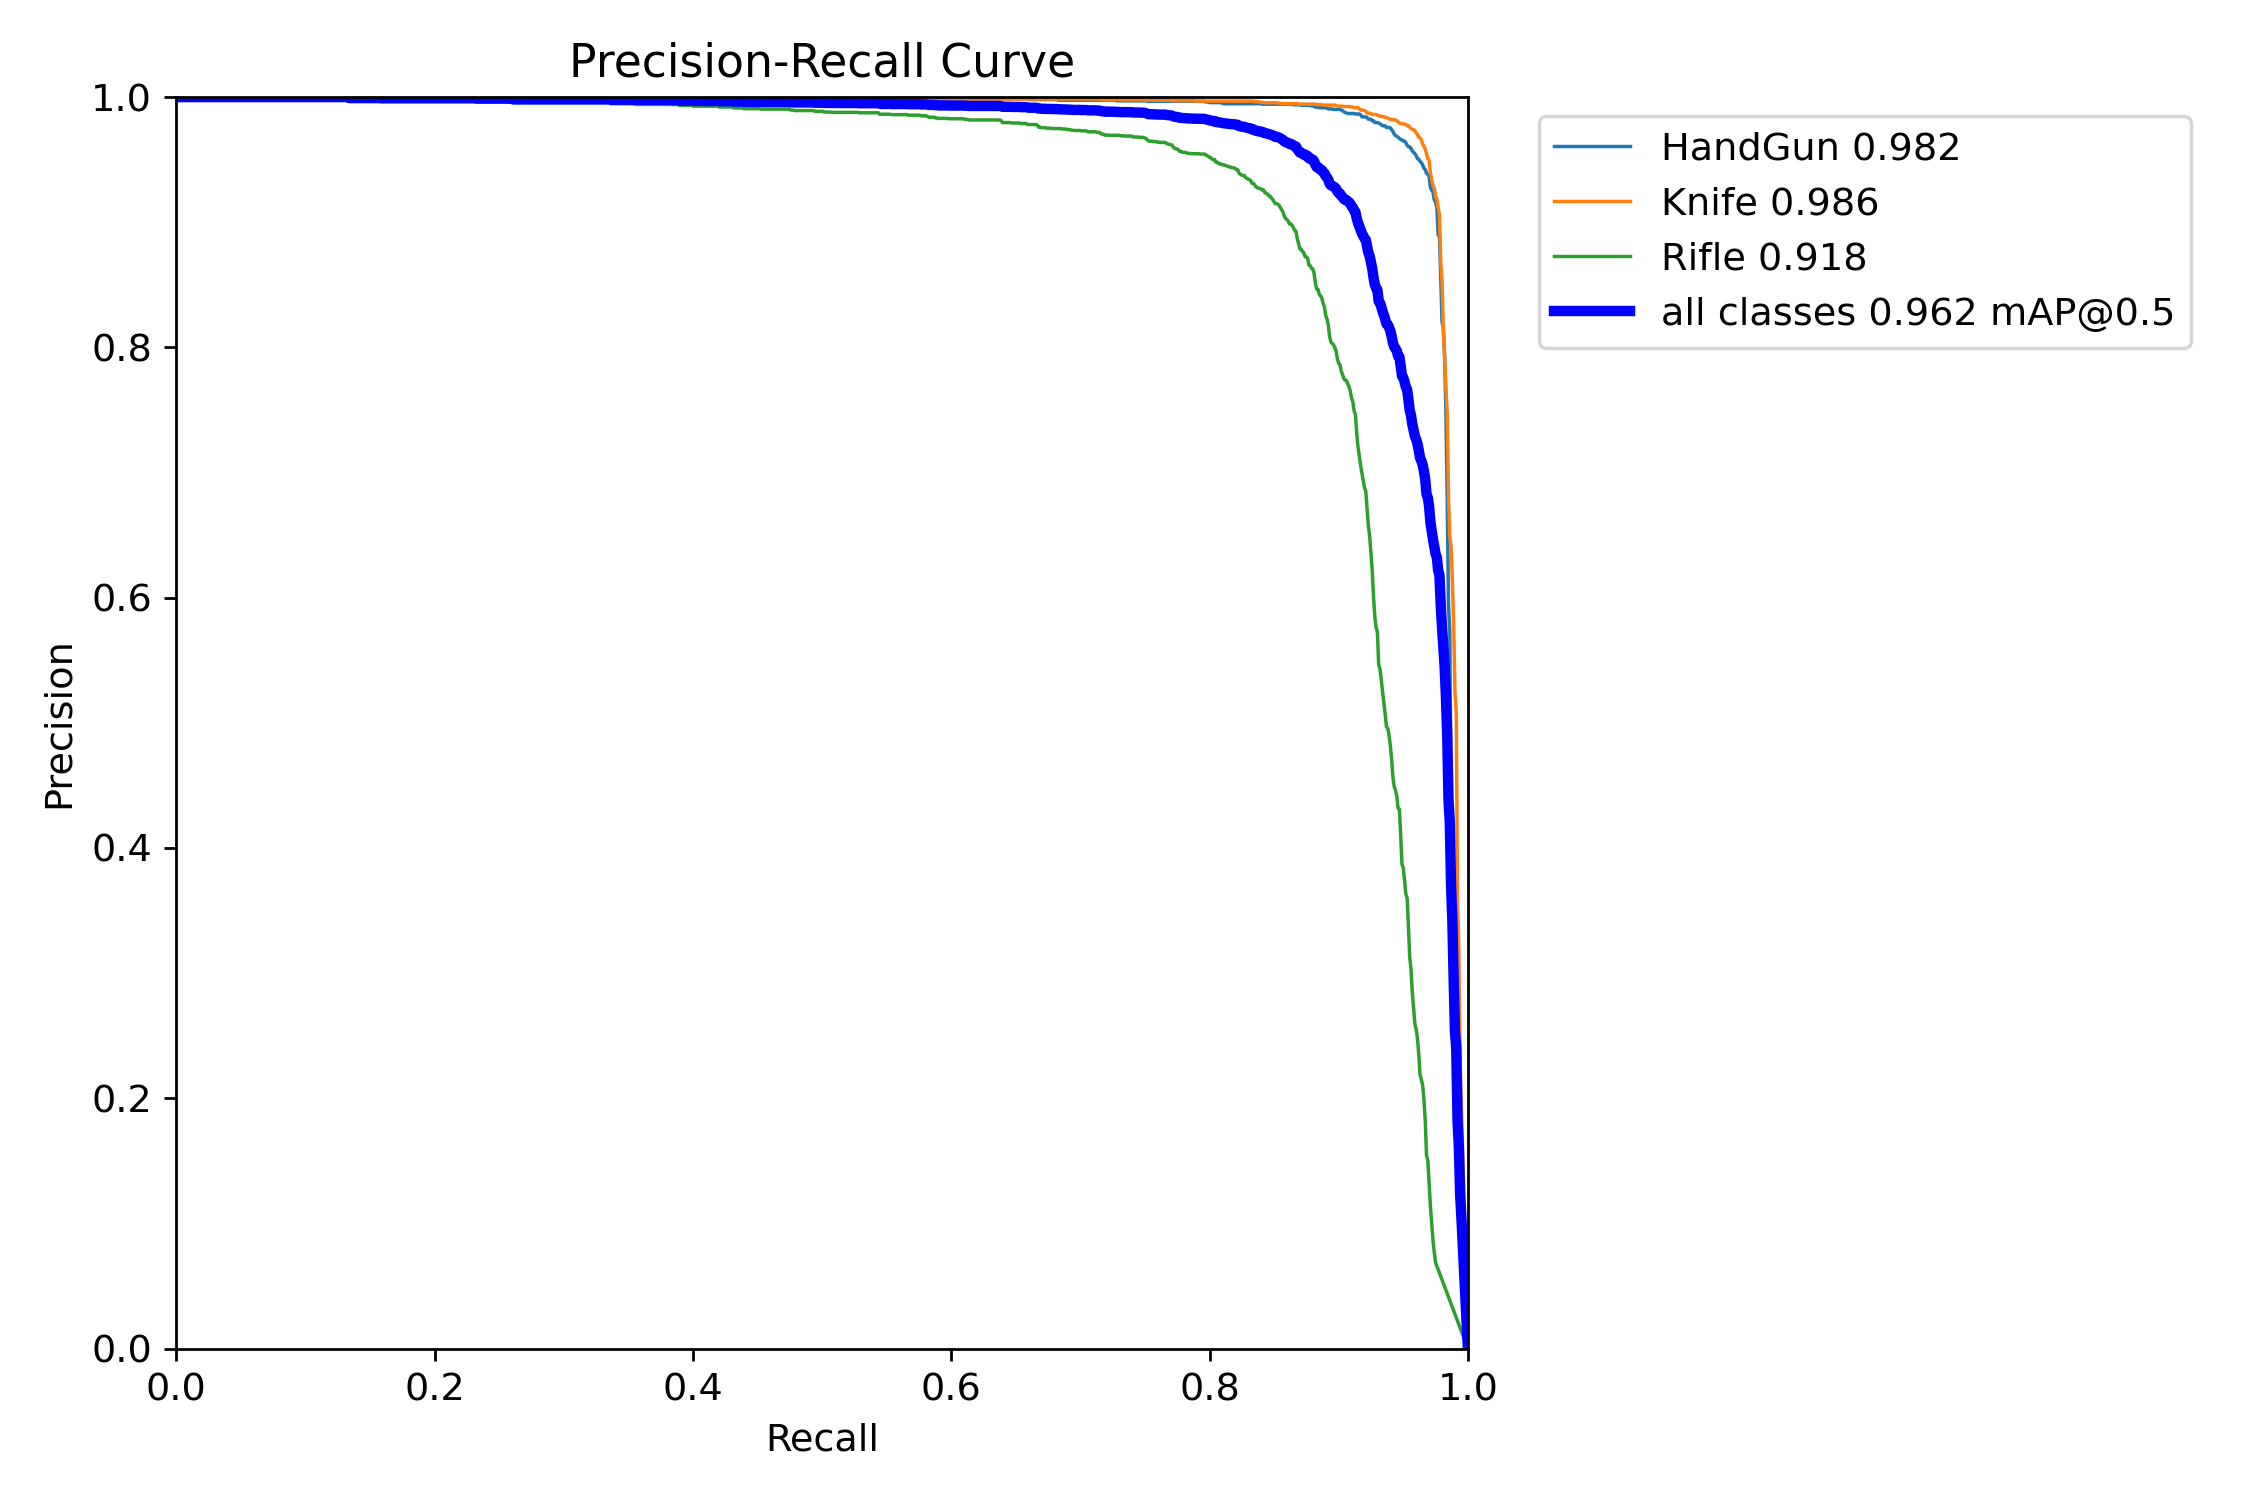 Precision-Recall Curve
1.0
0.8
0.6
0.4
0.2
0.0
Precision
0.0 0.2 0.4 0.6 0.8 1.0
Recall
HandGun 0.982
Knife 0.986
Rifle 0.918
all classes 0.962 mAP@0.5